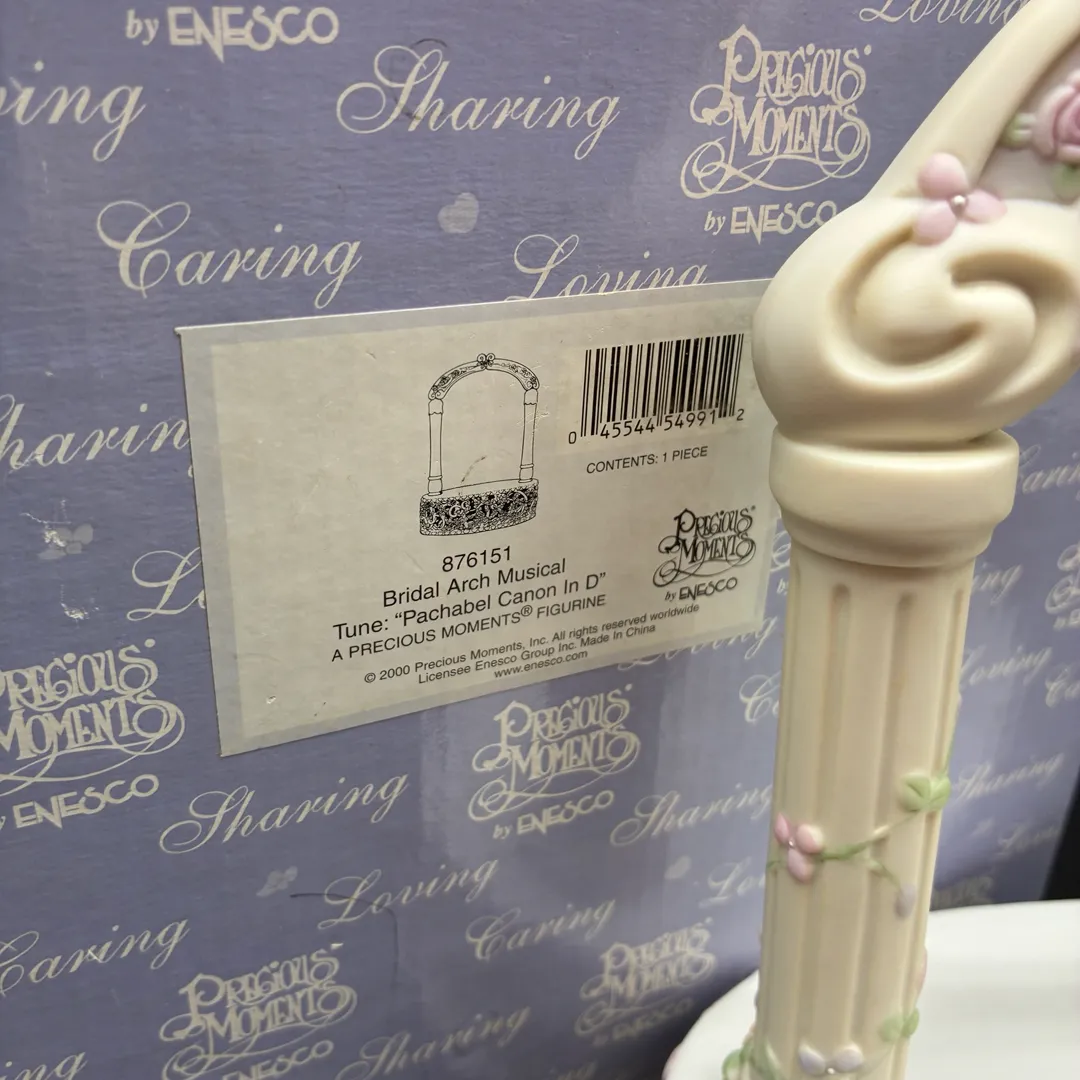 by ENESCO
Loving
Sharing
PRECIOUS
MOMENTS
by ENESCO
Caring
Loving
0 45544 54991 2
CONTENTS: 1 PIECE
PRECIOUS
MOMENTS
by ENESCO
876151
Bridal Arch Musical
Tune: “Pachabel Canon In D”
A PRECIOUS MOMENTS® FIGURINE
© 2000 Precious Moments, Inc. All rights reserved worldwide
Licensee Enesco Group Inc. Made In China
www.enesco.com
PRECIOUS
MOMENTS
ENESCO
PRECIOUS
MOMENTS
by ENESCO
Sharing
Sharing
Sharing
Loving
Caring
Caring
PRECIOUS
MOMENTS
ENESCO
PRECIOUS
MOMENTS
Sharing